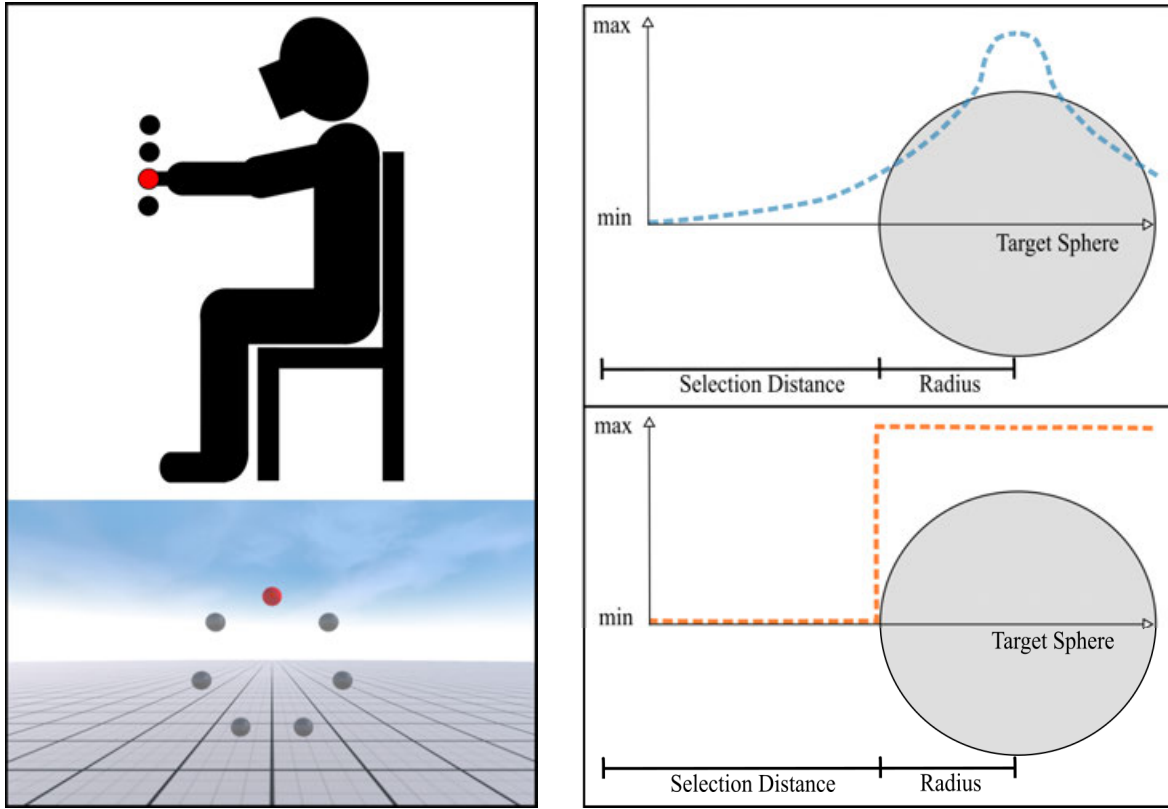 max
min
Target Sphere
Selection Distance
Radius
max
min
Target Sphere
Selection Distance
Radius